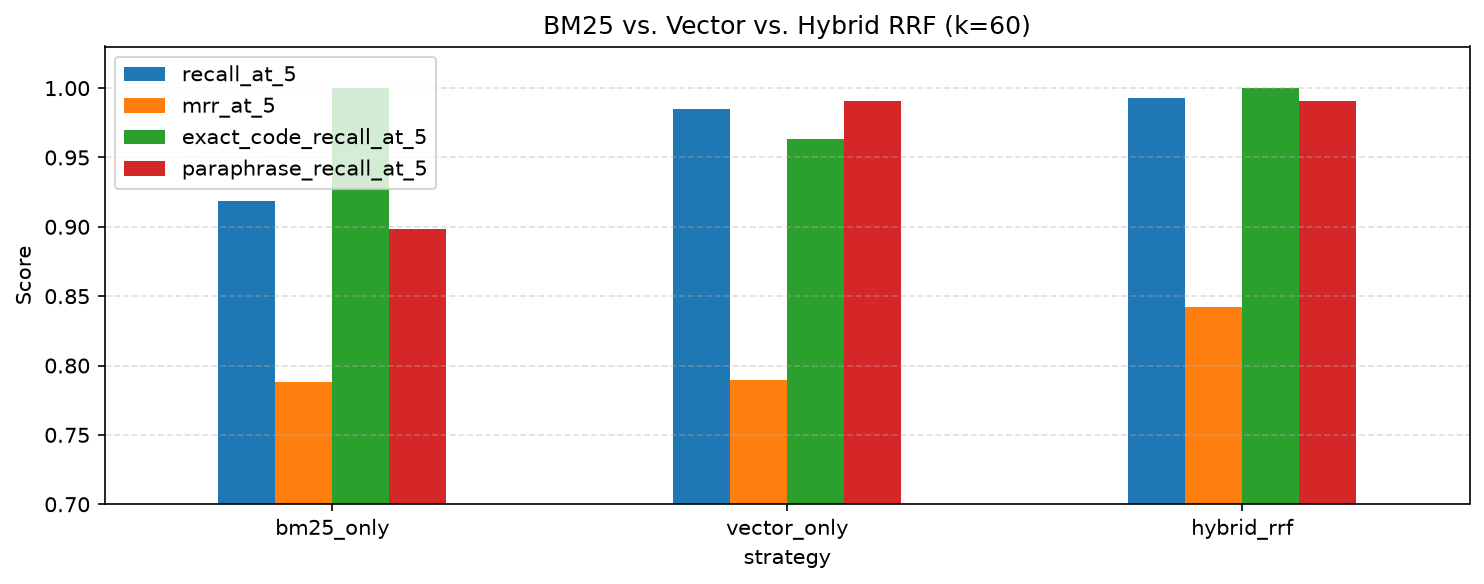 BM25 vs. Vector vs. Hybrid RRF (k=60)
recall_at_5
mrr_at_5
exact_code_recall_at_5
paraphrase_recall_at_5
Score
1.00
0.95
0.90
0.85
0.80
0.75
0.70
bm25_only
vector_only
hybrid_rrf
strategy